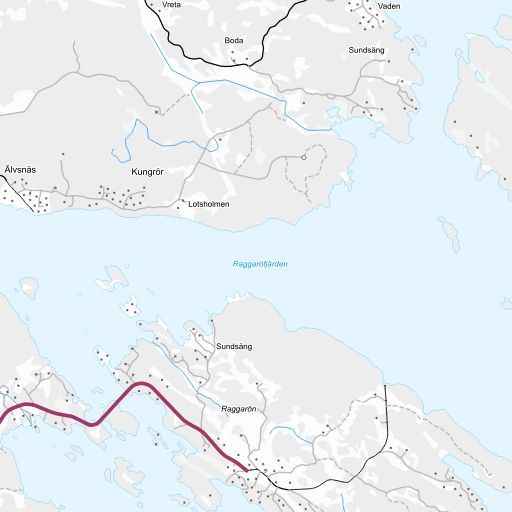 Vreta
Vaden
Boda
Sundsäng
Älvsnäs
Kungrör
Lotsholmen
Raggaröfjärden
Sundsäng
Raggarön